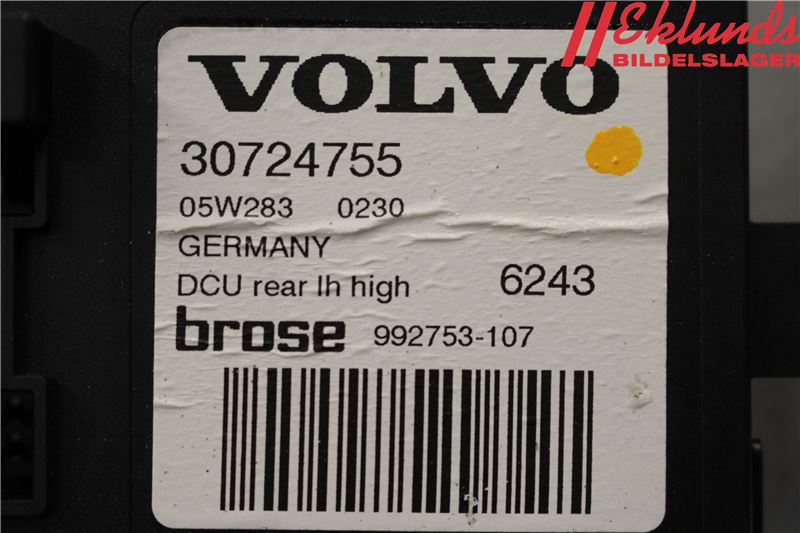 Eklunds
BILDELSLAGER
VOLVO
30724755
05W283 0230
GERMANY
DCU rear lh high 6243
brose 992753-107